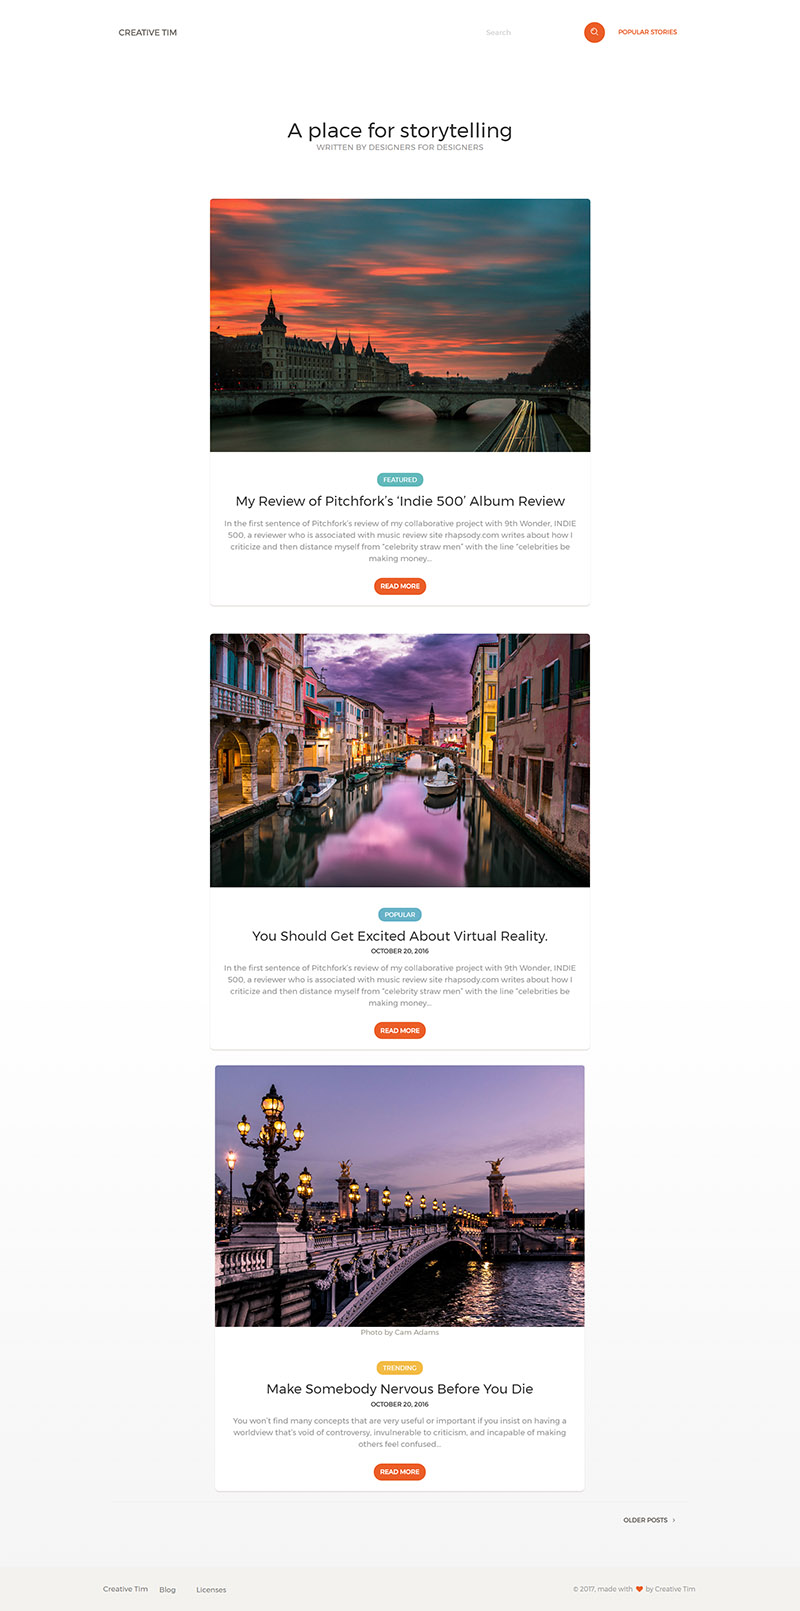 CREATIVE TIM
Search
POPULAR STORIES
A place for storytelling
WRITTEN BY DESIGNERS FOR DESIGNERS
FEATURED
My Review of Pitchfork's 'Indie 500' Album Review
In the first sentence of Pitchfork's review of my collaborative project with 9th Wonder, INDIE
500, a reviewer who is associated with music review site rhapsody.com writes about how I
criticize and then distance myself from "celebrity straw men" with the line "celebrities be
making money...
READ MORE
POPULAR
You Should Get Excited About Virtual Reality.
OCTOBER 20, 2016
In the first sentence of Pitchfork's review of my collaborative project with 9th Wonder, INDIE
500, a reviewer who is associated with music review site rhapsody.com writes about how I
criticize and then distance myself from "celebrity straw men" with the line "celebrities be
making money...
READ MORE
Photo by Cam Adams
TRENDING
Make Somebody Nervous Before You Die
OCTOBER 20, 2016
You won't find many concepts that are very useful or important if you insist on having a
worldview that's void of controversy, invulnerable to criticism, and incapable of making
others feel confused...
READ MORE
OLDER POSTS
Creative Tim Blog Licenses
© 2017, made with ♥ by Creative Tim